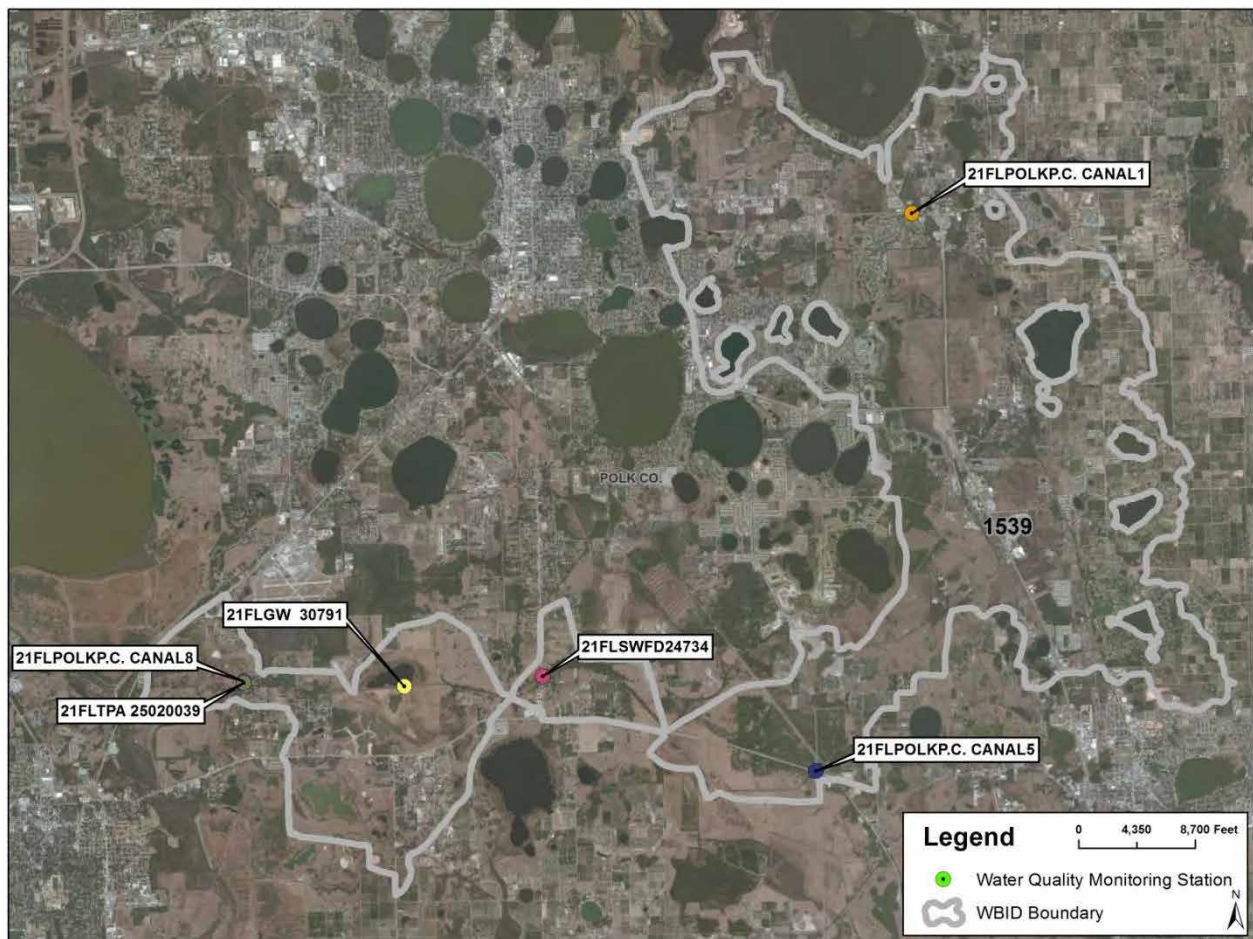 21FLPOLKP.C. CANAL1
POLK CO.
1539
21FLGW 30791
21FLPOLKP.C. CANAL8
21FLSWFD24734
21FLTPA 25020039
21FLPOLKP.C. CANAL5
Legend
0 4,350 8,700 Feet
Water Quality Monitoring Station
N
WBID Boundary